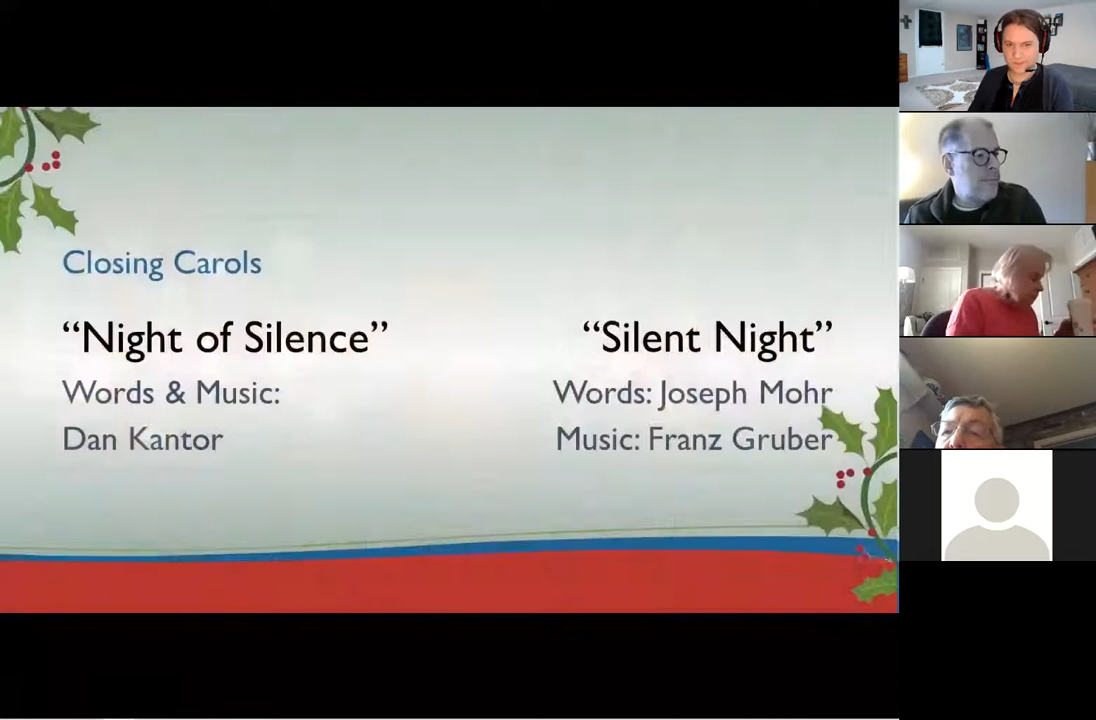 Closing Carols
“Night of Silence”
Words & Music:
Dan Kantor
“Silent Night”
Words: Joseph Mohr
Music: Franz Gruber